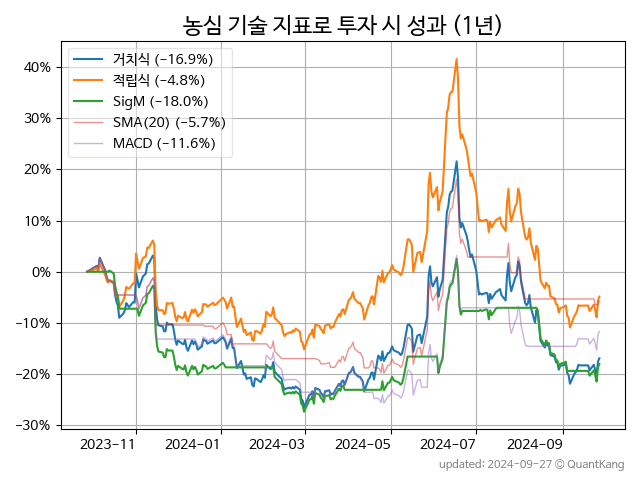 농심 기술 지표로 투자 시 성과 (1년)
거치식 (−16.9%)
적립식 (−4.8%)
SigM (−18.0%)
SMA(20) (−5.7%)
MACD (−11.6%)
40%
30%
20%
10%
0%
−10%
−20%
−30%
2023−11 2024−01 2024−03 2024−05 2024−07 2024−09
updated: 2024−09−27 © QuantKang